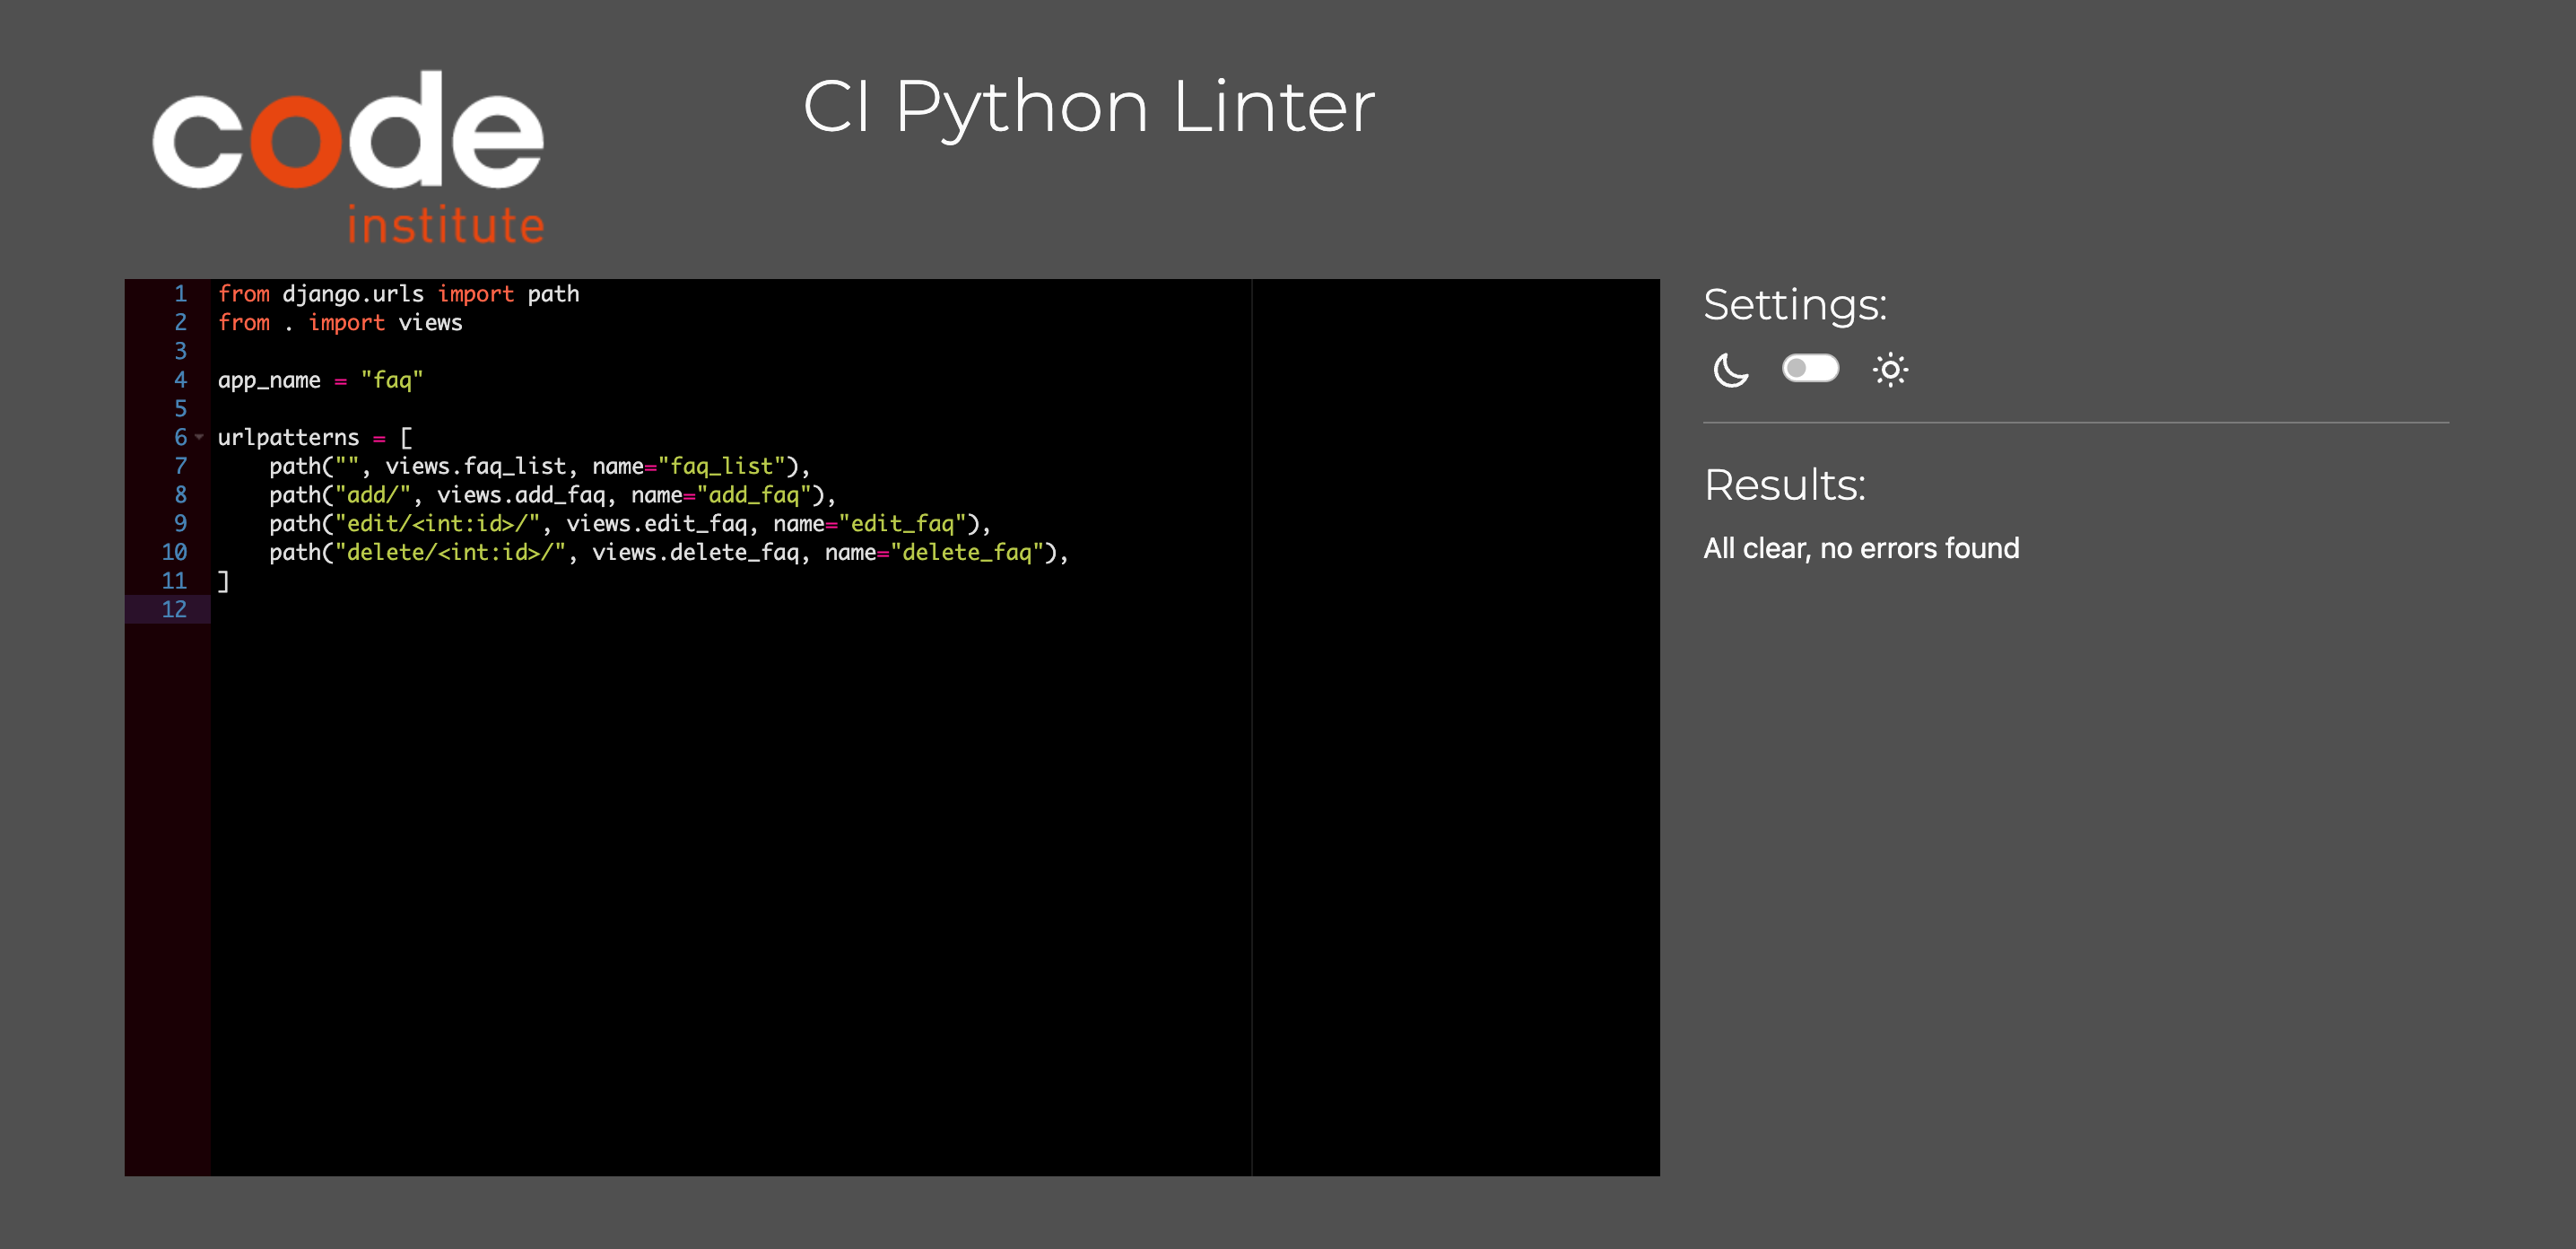 code
institute
CI Python Linter
1 from django.urls import path
2 from . import views
3
4 app_name = "faq"
5
6 urlpatterns = [
7     path("", views.faq_list, name="faq_list"),
8     path("add/", views.add_faq, name="add_faq"),
9     path("edit/<int:id>/", views.edit_faq, name="edit_faq"),
10     path("delete/<int:id>/", views.delete_faq, name="delete_faq"),
11 ]
12
Settings:
Results:
All clear, no errors found